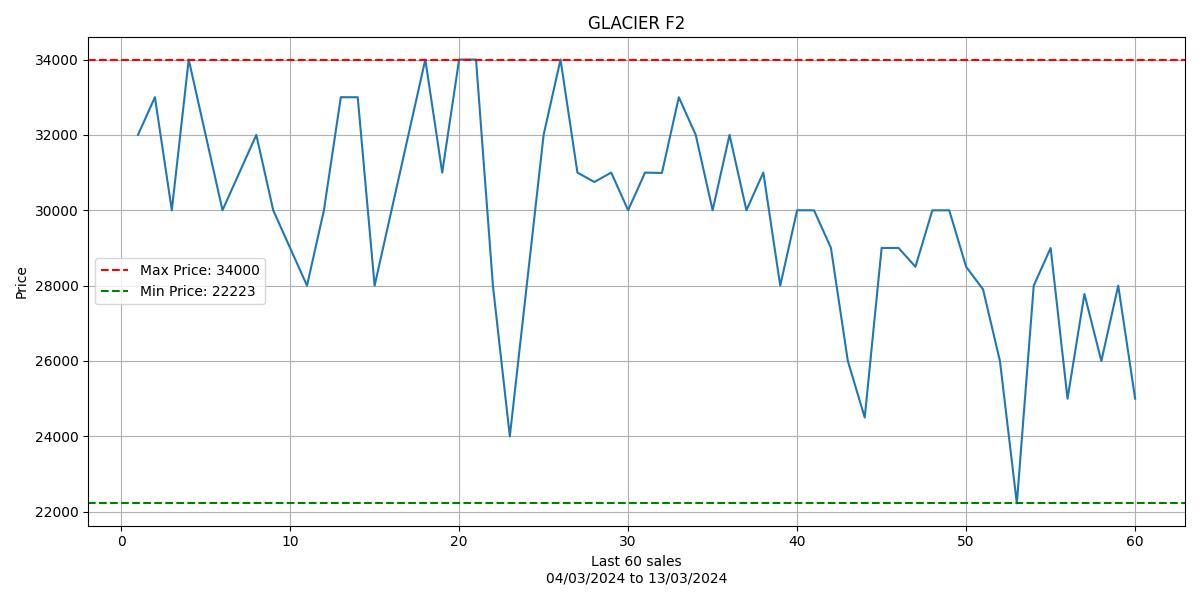 GLACIER F2
34000
32000
30000
28000
26000
24000
22000
Price
Max Price: 34000
Min Price: 22223
0 10 20 30 40 50 60
Last 60 sales
04/03/2024 to 13/03/2024